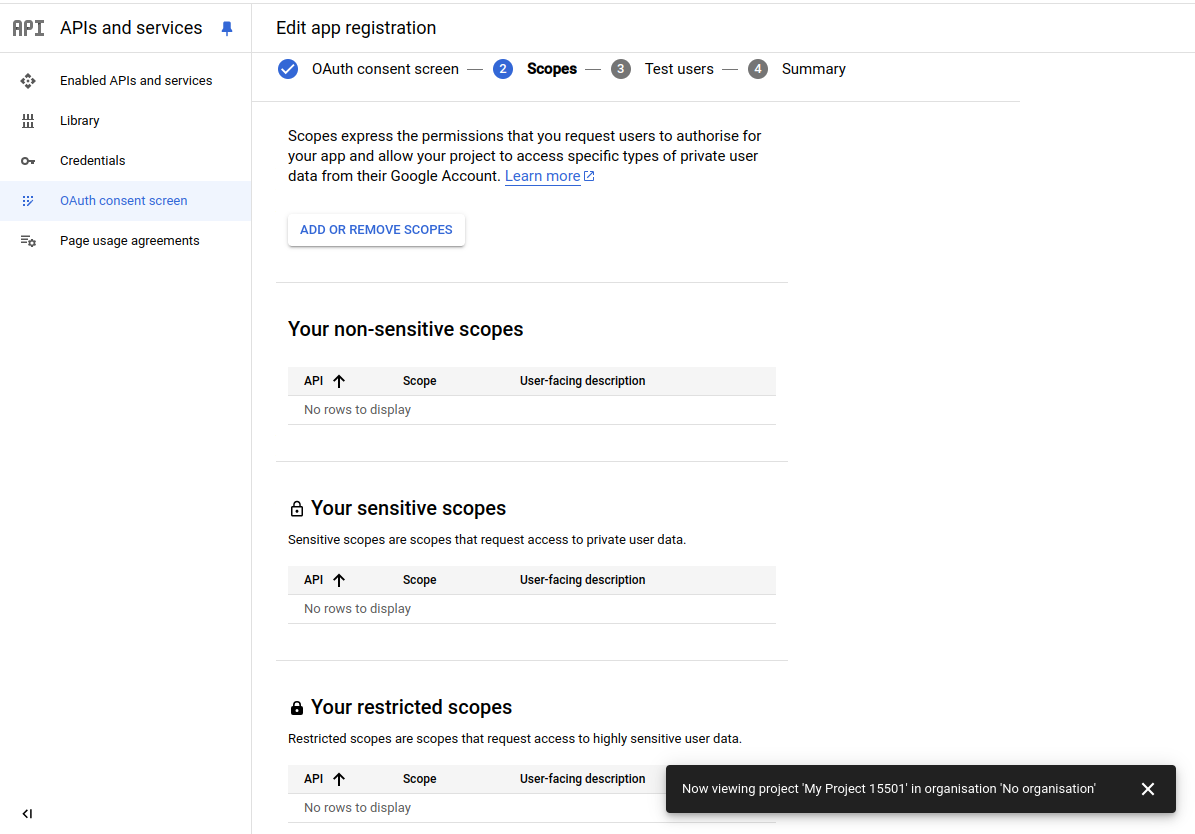 API APIs and services
Edit app registration
Enabled APIs and services
Library
Credentials
OAuth consent screen
Page usage agreements
OAuth consent screen — 2 Scopes — 3 Test users — 4 Summary
Scopes express the permissions that you request users to authorise for
your app and allow your project to access specific types of private user
data from their Google Account. Learn more
ADD OR REMOVE SCOPES
Your non-sensitive scopes
API Scope User-facing description
No rows to display
Your sensitive scopes
Sensitive scopes are scopes that request access to private user data.
API Scope User-facing description
No rows to display
Your restricted scopes
Restricted scopes are scopes that request access to highly sensitive user data.
API Scope User-facing description
No rows to display
Now viewing project 'My Project 15501' in organisation 'No organisation'